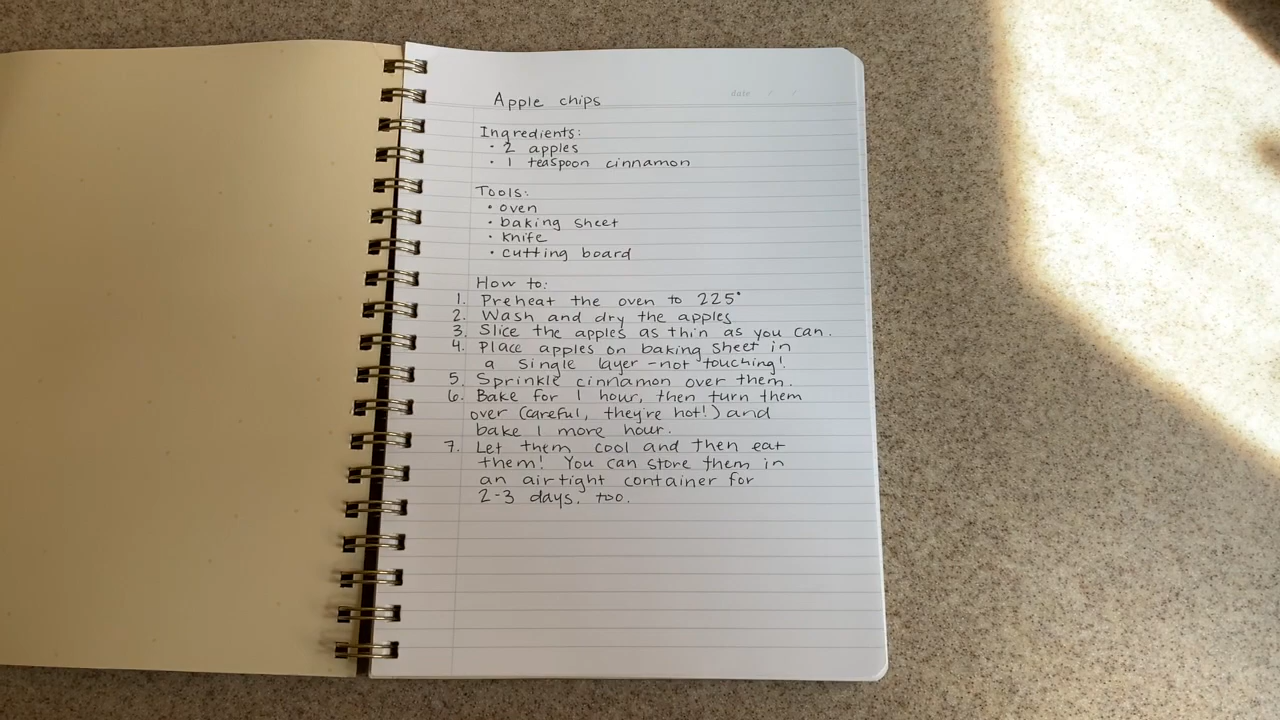 date / /
Apple chips
Ingredients:
• 2 apples
• 1 teaspoon cinnamon
Tools:
• oven
• baking sheet
• knife
• cutting board
How to:
1. Preheat the oven to 225°
2. Wash and dry the apples
3. Slice the apples as thin as you can.
4. Place apples on baking sheet in
a single layer - not touching!
5. Sprinkle cinnamon over them.
6. Bake for 1 hour, then turn them
over (careful, they're hot!) and
bake 1 more hour.
7. Let them cool and then eat
them! You can store them in
an airtight container for
2-3 days. too.